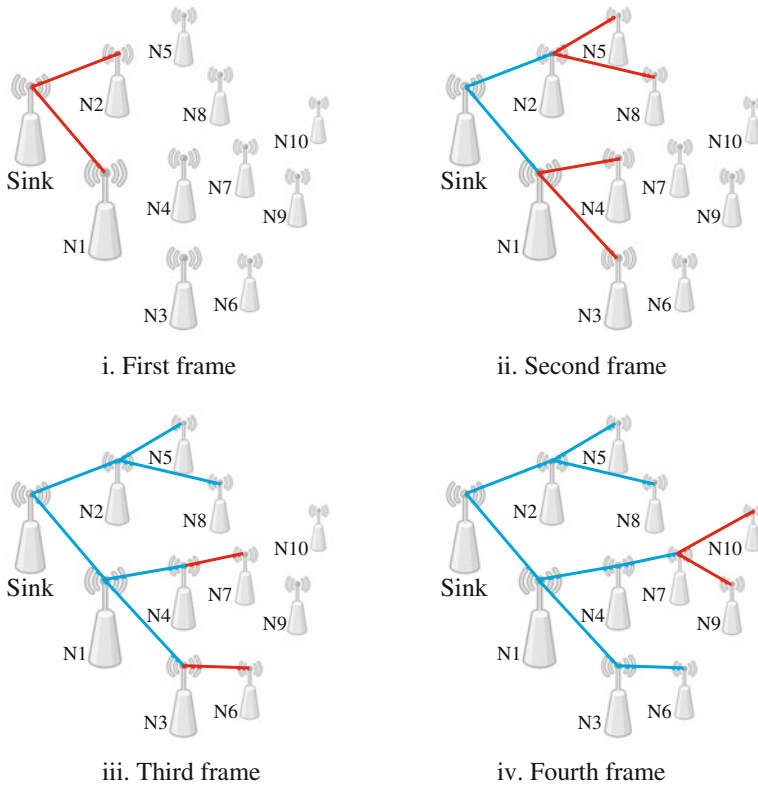 N5
N2
N8
N10
Sink
N7
N4
N9
N1
N3
N6
i. First frame
N5
N2
N8
N10
Sink
N7
N4
N9
N1
N3
N6
ii. Second frame
N5
N2
N8
N10
Sink
N7
N4
N9
N1
N3
N6
iii. Third frame
N5
N2
N8
N10
Sink
N7
N4
N9
N1
N3
N6
iv. Fourth frame